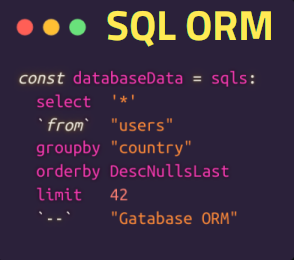 SQL ORM
const databaseData = sqls:
  select  '*'
  `from`  "users"
  groupby "country"
  orderby DescNullsLast
  limit   42
  `--`    "Gatabase ORM"